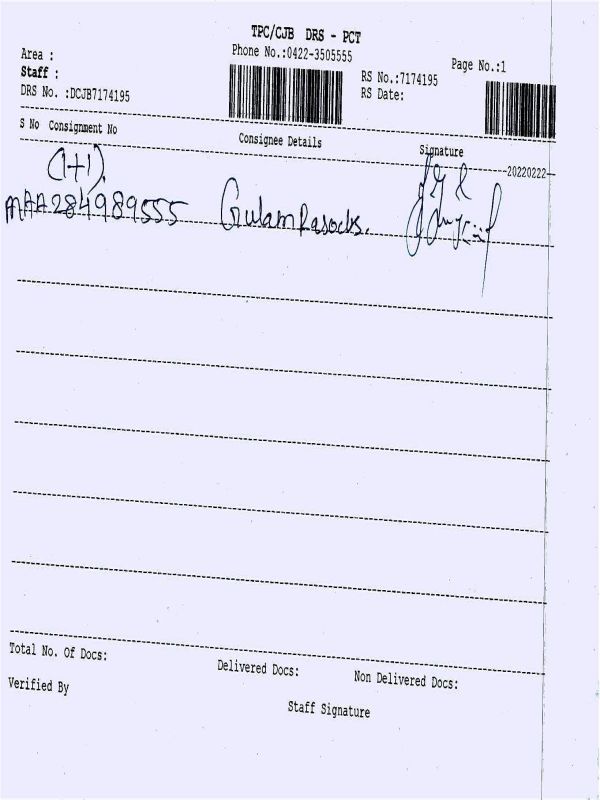 TPC/CJB DRS - PCT
Area :
Phone No.:0422-3505555
Page No.:1
Staff :
RS No.:7174195
DRS No. :DCJB7174195
RS Date:
S No Consignment No
Consignee Details
Signature
20220222
(1+1).
MAA284989555
GulamRasocks.
Total No. Of Docs:
Delivered Docs:
Non Delivered Docs:
Verified By
Staff Signature